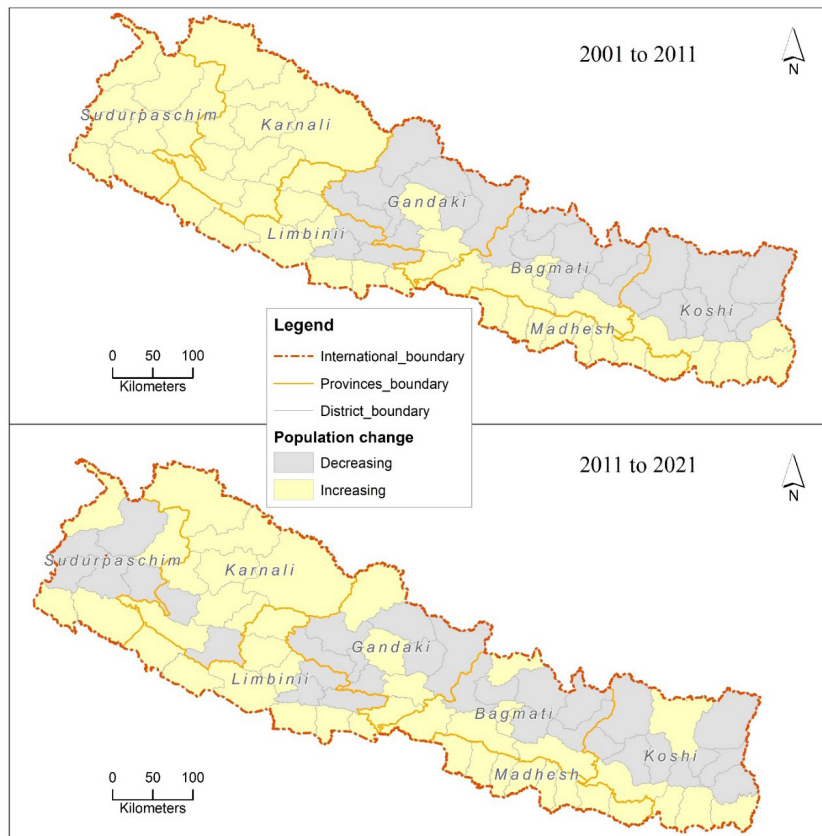 2001 to 2011
N
Sudurpaschim
Karnali
Gandaki
Limbinii
Bagmati
Koshi
Madhesh
0 50 100
Kilometers
Legend
International_boundary
Provinces_boundary
District_boundary
Population change
Decreasing
Increasing
2011 to 2021
N
Sudurpaschim
Karnali
Gandaki
Limbinii
Bagmati
Koshi
Madhesh
0 50 100
Kilometers